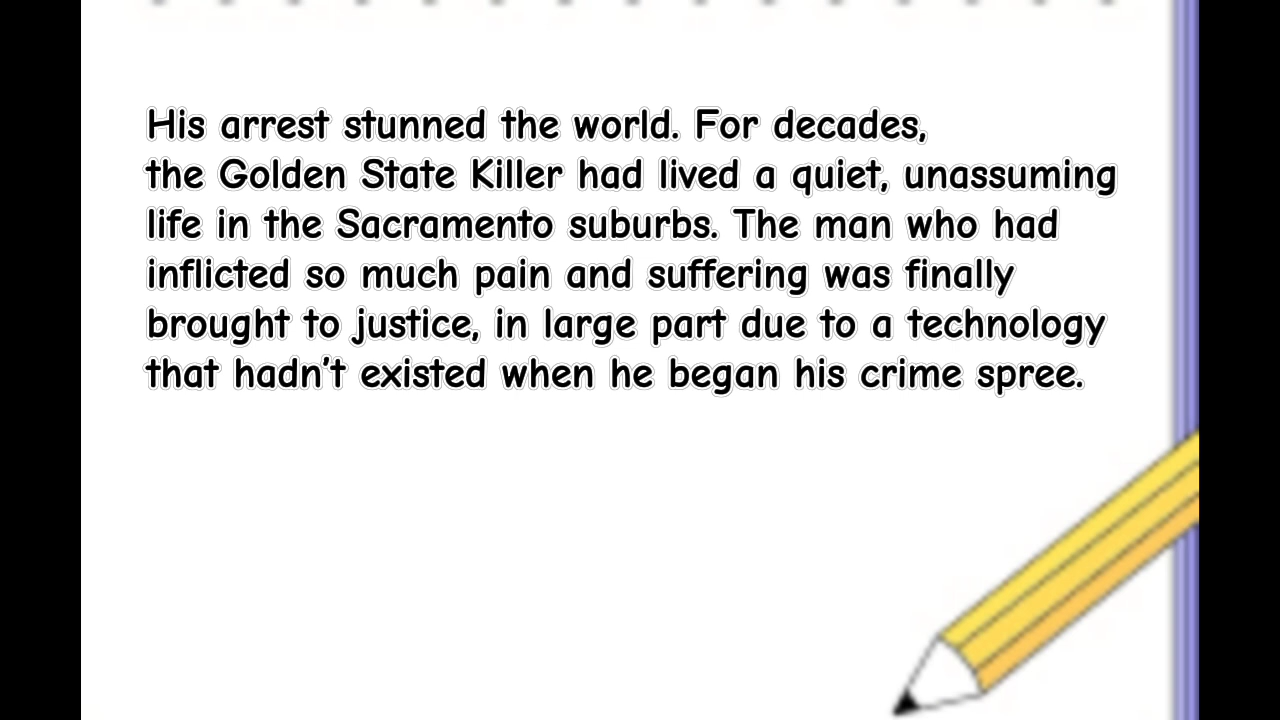 His arrest stunned the world. For decades,
the Golden State Killer had lived a quiet, unassuming
life in the Sacramento suburbs. The man who had
inflicted so much pain and suffering was finally
brought to justice, in large part due to a technology
that hadn't existed when he began his crime spree.